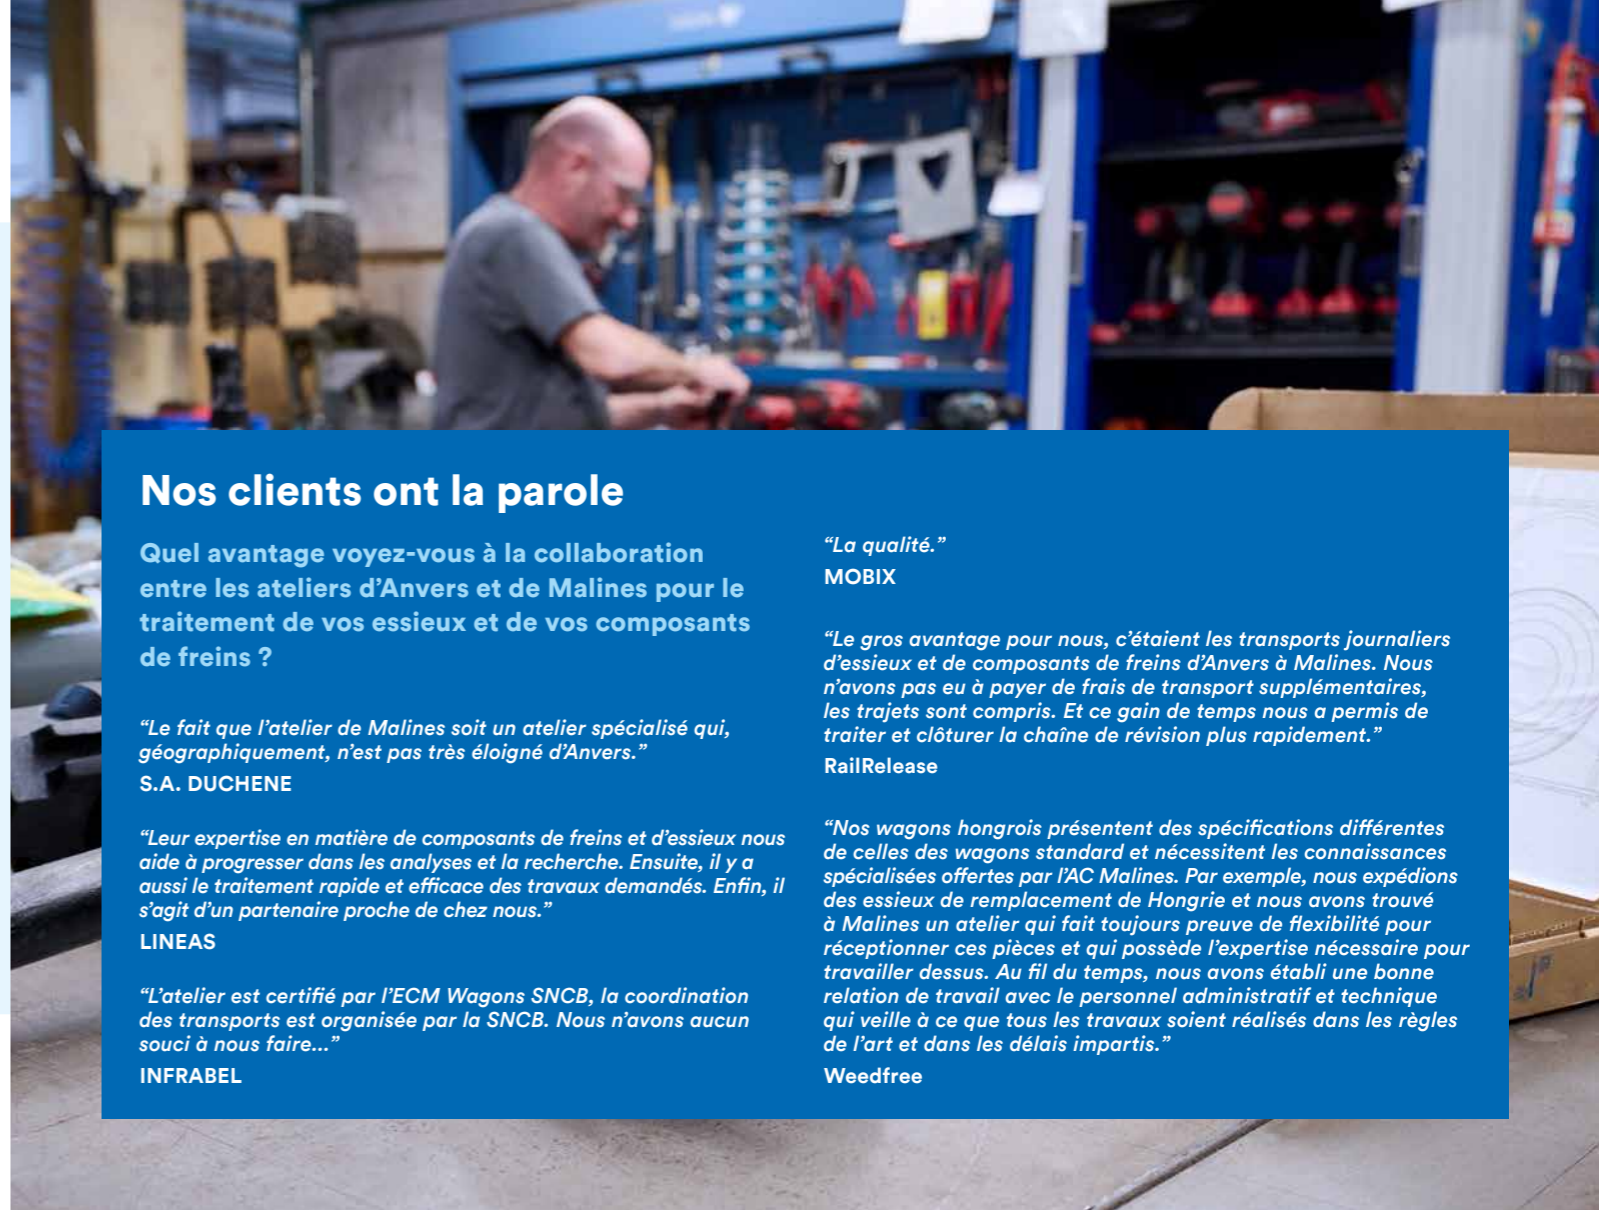 Nos clients ont la parole
Quel avantage voyez-vous à la collaboration
entre les ateliers d’Anvers et de Malines pour le
traitement de vos essieux et de vos composants
de freins ?
“Le fait que l’atelier de Malines soit un atelier spécialisé qui,
géographiquement, n’est pas très éloigné d’Anvers.”
S.A. DUCHENE
“Leur expertise en matière de composants de freins et d’essieux nous
aide à progresser dans les analyses et la recherche. Ensuite, il y a
aussi le traitement rapide et efficace des travaux demandés. Enfin, il
s’agit d’un partenaire proche de chez nous.”
LINEAS
“L’atelier est certifié par l’ECM Wagons SNCB, la coordination
des transports est organisée par la SNCB. Nous n’avons aucun
souci à nous faire...”
INFRABEL
“La qualité.”
MOBIX
“Le gros avantage pour nous, c’étaient les transports journaliers
d’essieux et de composants de freins d’Anvers à Malines. Nous
n’avons pas eu à payer de frais de transport supplémentaires,
les trajets sont compris. Et ce gain de temps nous a permis de
traiter et clôturer la chaîne de révision plus rapidement.”
RailRelease
“Nos wagons hongrois présentent des spécifications différentes
de celles des wagons standard et nécessitent les connaissances
spécialisées offertes par l’AC Malines. Par exemple, nous expédions
des essieux de remplacement de Hongrie et nous avons trouvé
à Malines un atelier qui fait toujours preuve de flexibilité pour
réceptionner ces pièces et qui possède l’expertise nécessaire pour
travailler dessus. Au fil du temps, nous avons établi une bonne
relation de travail avec le personnel administratif et technique
qui veille à ce que tous les travaux soient réalisés dans les règles
de l’art et dans les délais impartis.”
Weedfree